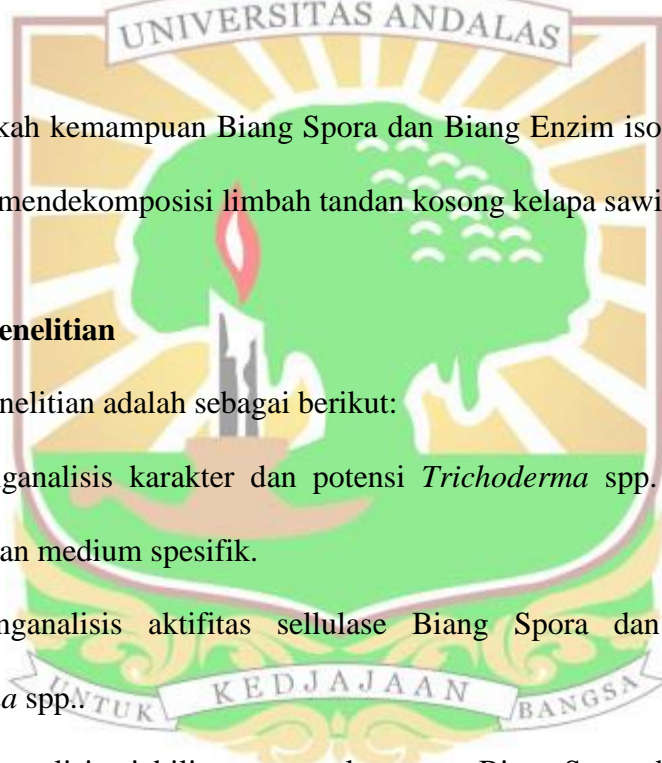 UNIVERSITAS ANDALAS
kah kemampuan Biang Spora dan Biang Enzim iso
mendekomposisi limbah tandan kosong kelapa sawi
enelitian
nelitian adalah sebagai berikut:
nganalisis karakter dan potensi Trichoderma spp.
an medium spesifik.
nganalisis aktifitas sellulase Biang Spora dan
a spp..
UNTUK KEDJAJAAN BANGSA